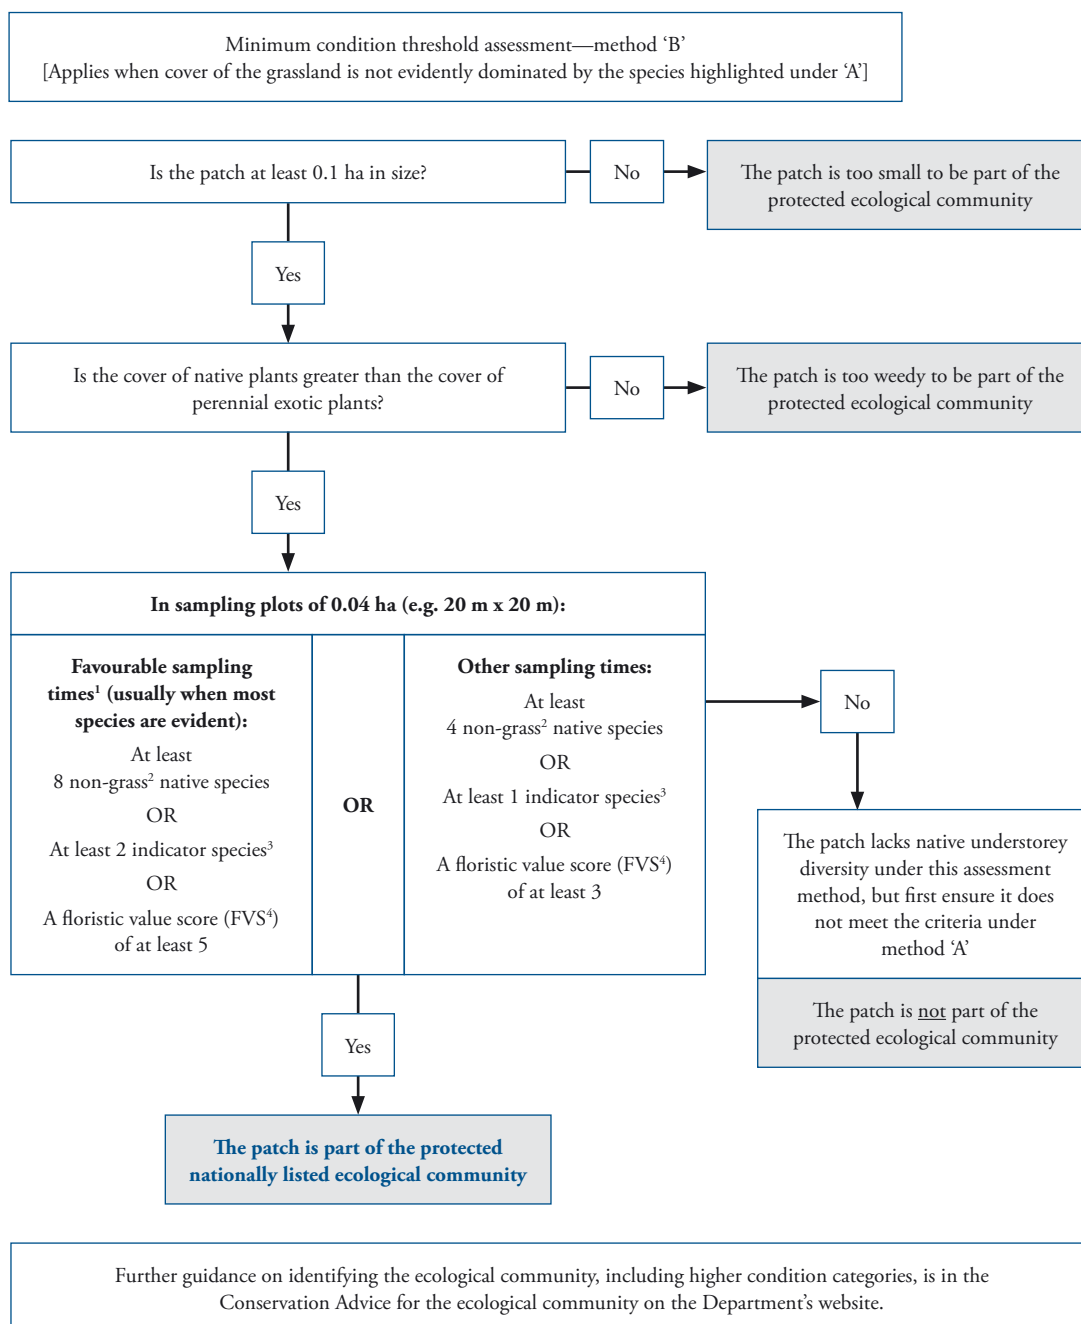 Minimum condition threshold assessment—method ‘B’
[Applies when cover of the grassland is not evidently dominated by the species highlighted under ‘A’]
Is the patch at least 0.1 ha in size?
No
The patch is too small to be part of the
protected ecological community
Yes
Is the cover of native plants greater than the cover of
perennial exotic plants?
No
The patch is too weedy to be part of the
protected ecological community
Yes
In sampling plots of 0.04 ha (e.g. 20 m x 20 m):
Favourable sampling
times¹ (usually when most
species are evident):
At least
8 non-grass² native species
OR
At least 2 indicator species³
OR
A floristic value score (FVS⁴)
of at least 5
OR
Other sampling times:
At least
4 non-grass² native species
OR
At least 1 indicator species³
OR
A floristic value score (FVS⁴)
of at least 3
No
The patch lacks native understorey
diversity under this assessment
method, but first ensure it does
not meet the criteria under
method ‘A’
The patch is not part of the
protected ecological community
Yes
The patch is part of the protected
nationally listed ecological community
Further guidance on identifying the ecological community, including higher condition categories, is in the
Conservation Advice for the ecological community on the Department’s website.